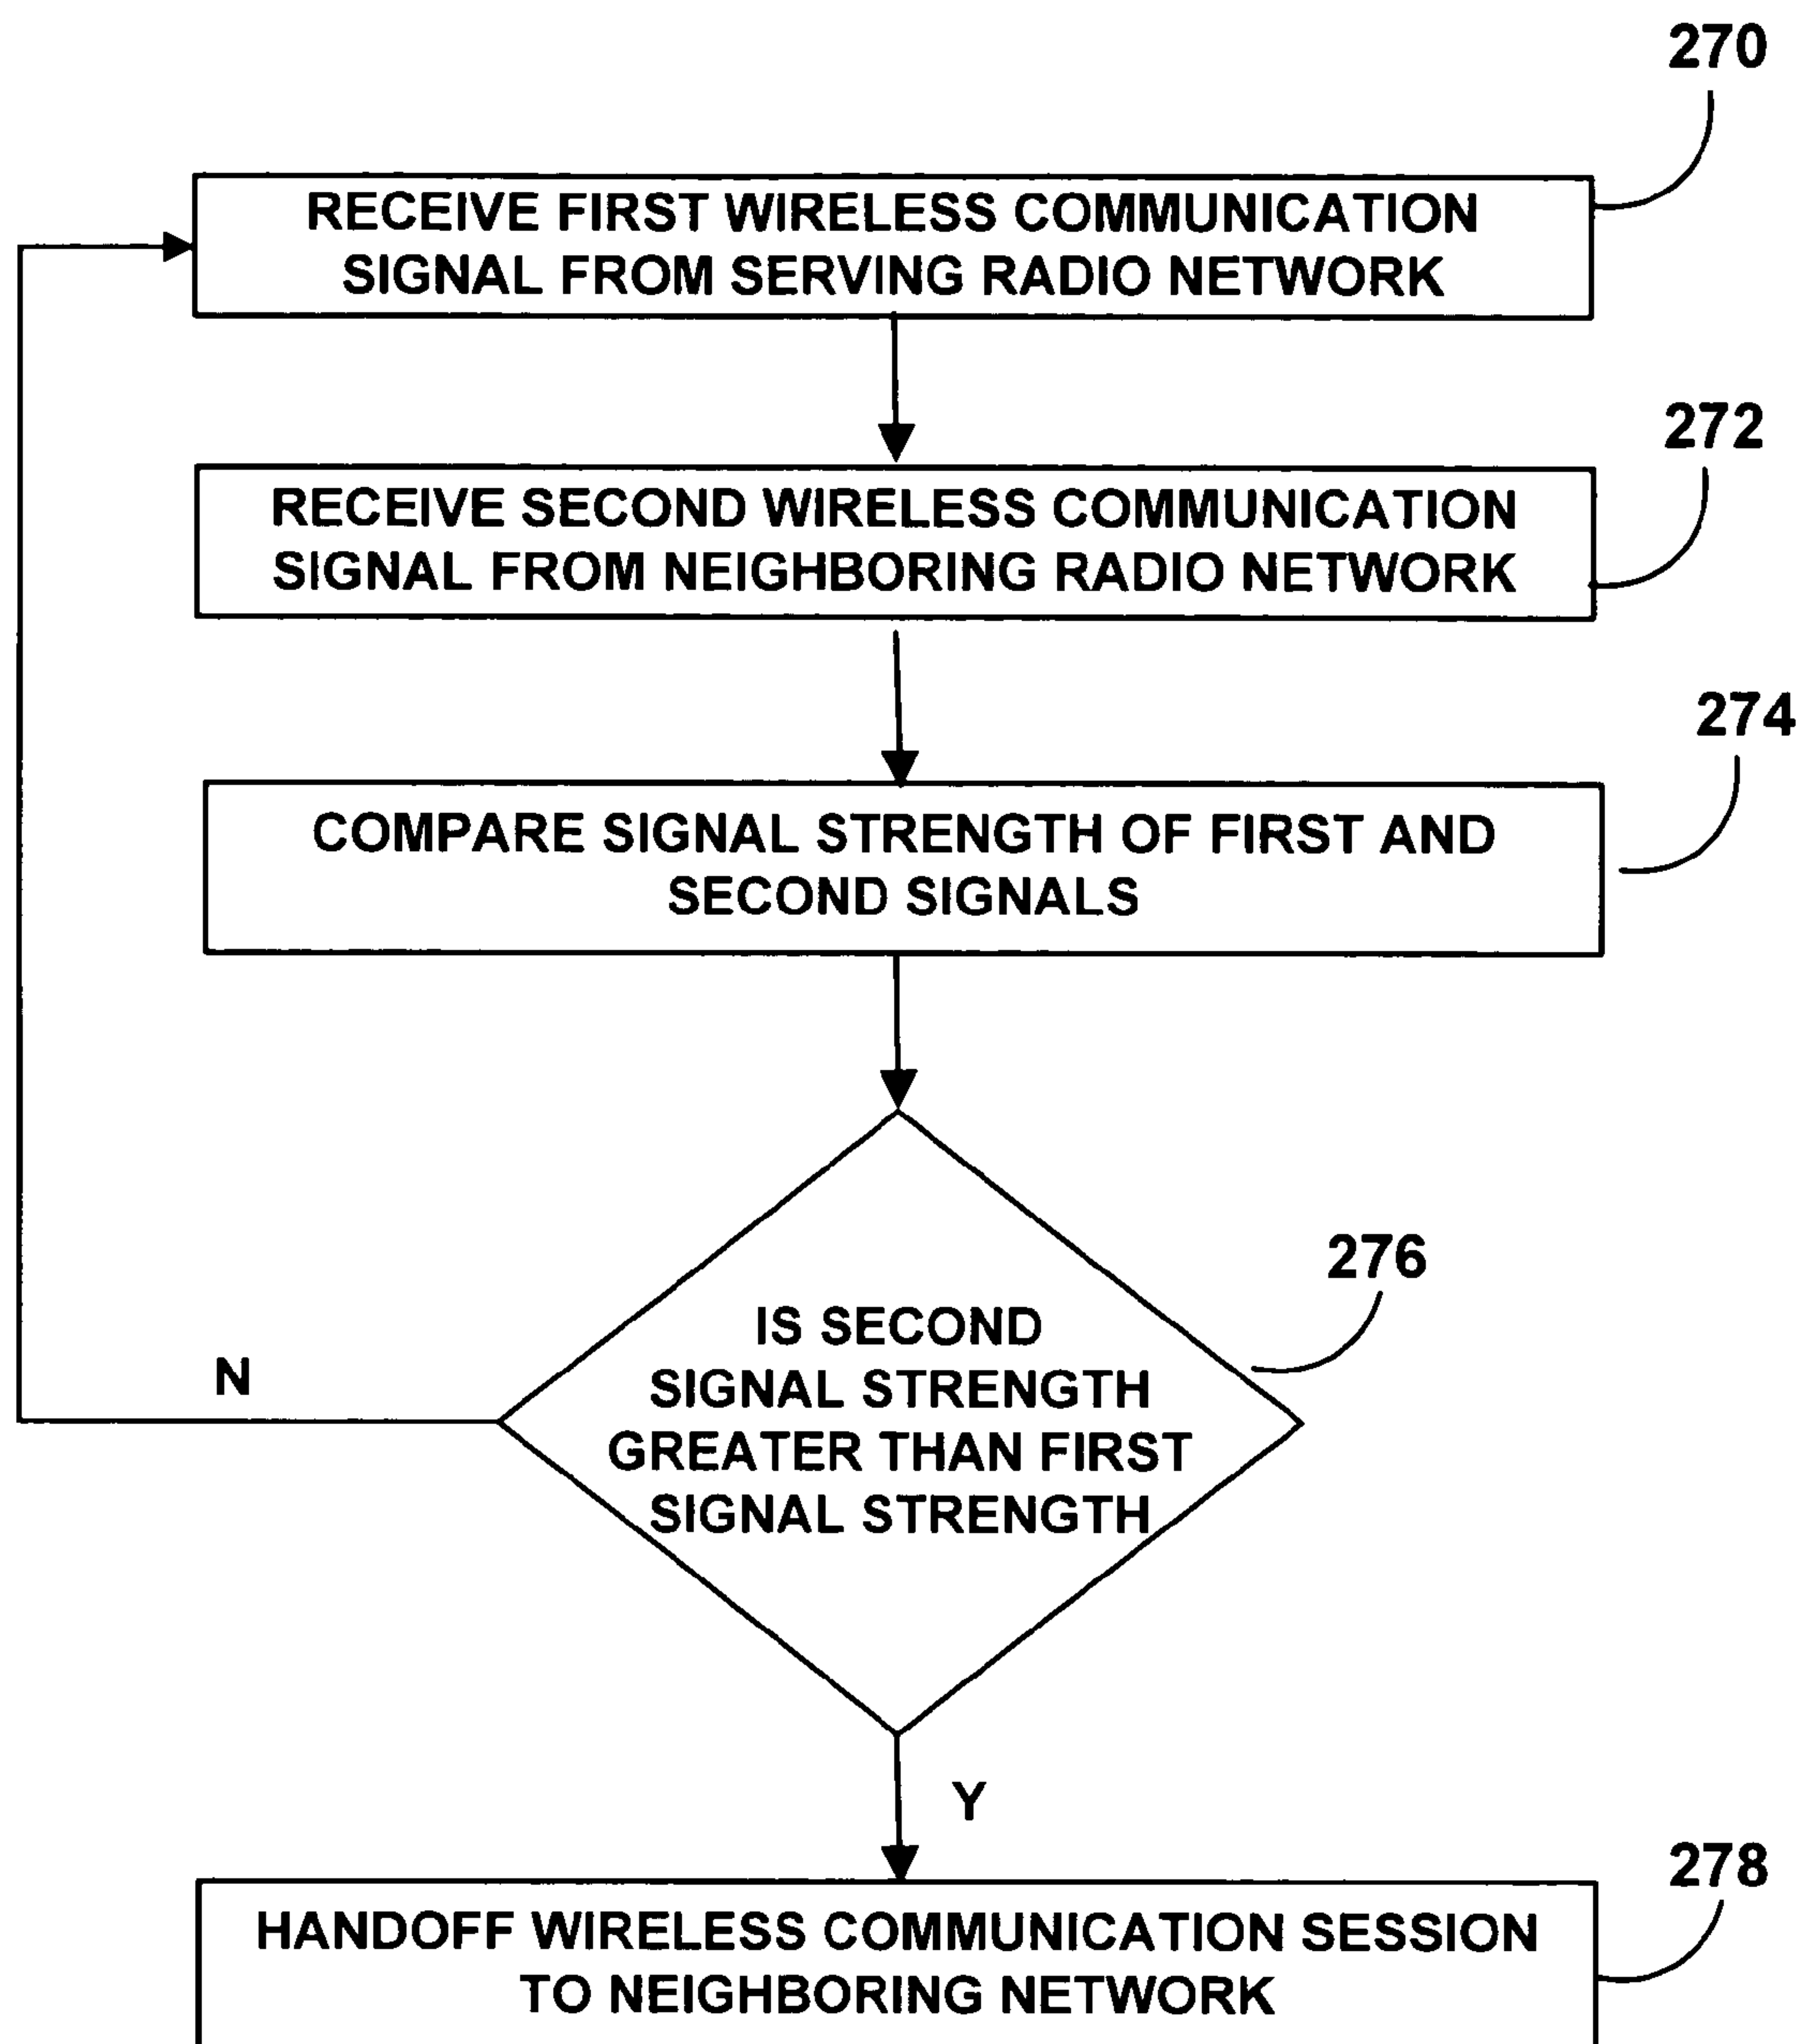 270
RECEIVE FIRST WIRELESS COMMUNICATION
SIGNAL FROM SERVING RADIO NETWORK
272
RECEIVE SECOND WIRELESS COMMUNICATION
SIGNAL FROM NEIGHBORING RADIO NETWORK
274
COMPARE SIGNAL STRENGTH OF FIRST AND
SECOND SIGNALS
276
IS SECOND
SIGNAL STRENGTH
GREATER THAN FIRST
SIGNAL STRENGTH
N
Y
278
HANDOFF WIRELESS COMMUNICATION SESSION
TO NEIGHBORING NETWORK